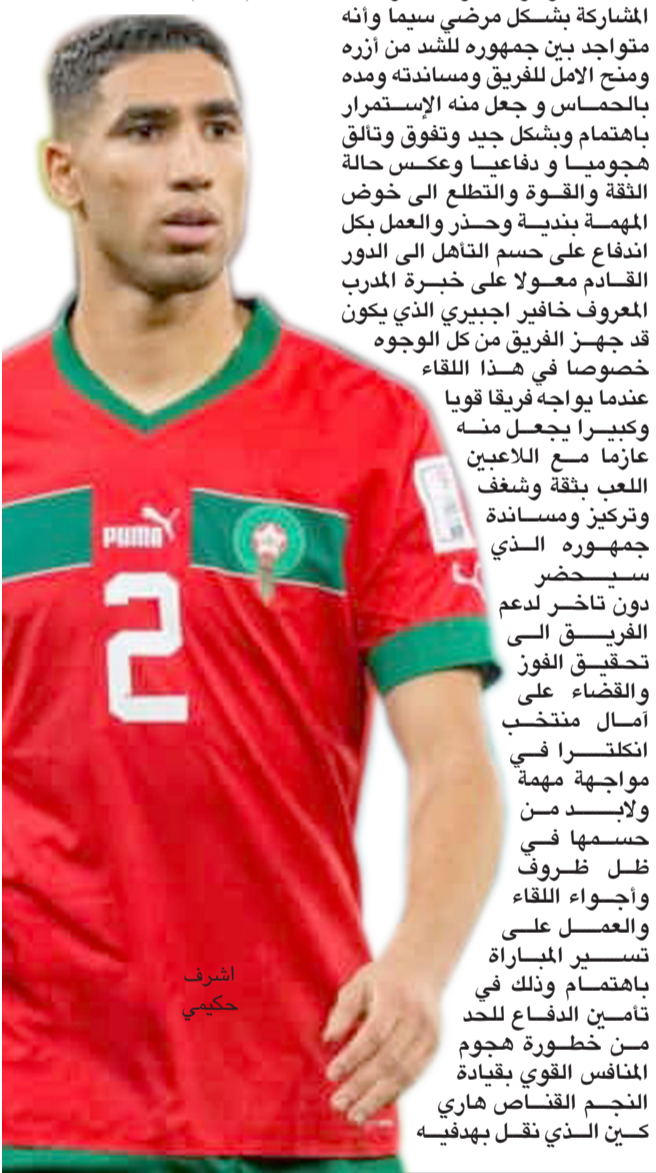 المشاركة بشكل مرضي سيما وأنه
متواجد بين جمهوره للشد من أزره
ومنح الامل للفريق ومساندته ومده
بالحماس و جعل منه الإستمرار
باهتمام وبشكل جيد وتفوق وتألق
هجوميا و دفاعيا وعكس حالة
الثقة والقوة والتطلع الى خوض
المهمة بندية وحذر والعمل بكل
اندفاع على حسم التأهل الى الدور
القادم معولا على خبرة المدرب
المعروف خافير اجبيري الذي يكون
قد جهز الفريق من كل الوجوه
خصوصا في هذا اللقاء
عندما يواجه فريقا قويا
وكبيرا يجعل منه
عازما مع اللاعبين
اللعب بثقة وشغف
وتركيز ومساندة
جمهوره الذي
سيحضر
دون تاخر لدعم
الفريق الى
تحقيق الفوز
والقضاء على
آمال منتخب
انكلترا في
مواجهة مهمة
ولابد من
حسمها في
ظل ظروف
وأجواء اللقاء
والعمل على
تسير المباراة
باهتمام وذلك في
تأمين الدفاع للحد
من خطورة هجوم
المنافس القوي بقيادة
النجم القناص هاري
كين الذي نقل بهدفيه
PUMA
2
اشرف
حكيمي